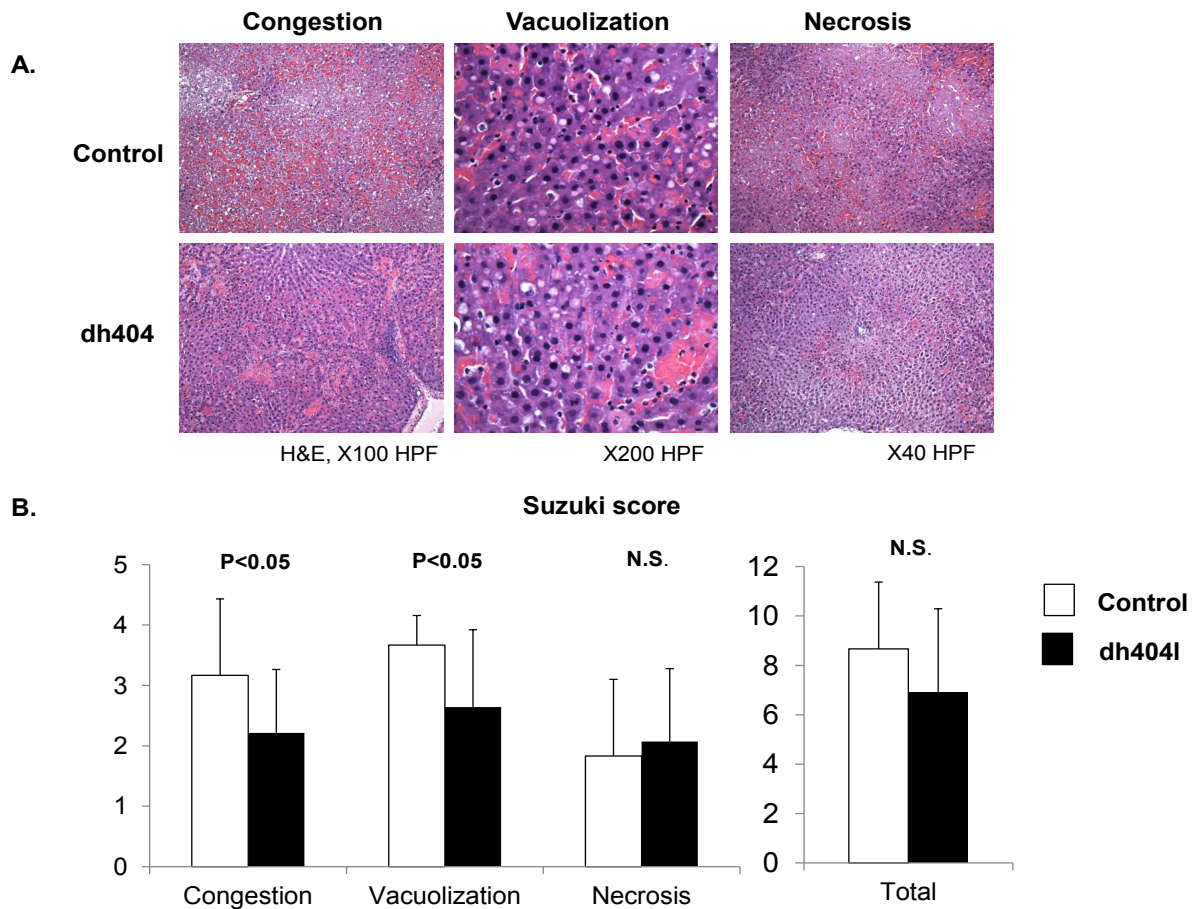 Congestion Vacuolization Necrosis
A.
Control
dh404
H&E, X100 HPF X200 HPF X40 HPF
B.
Suzuki score
P<0.05 P<0.05 N.S. N.S.
5
4
3
2
1
0
12
10
8
6
4
2
0
Control
dh404I
Congestion Vacuolization Necrosis Total